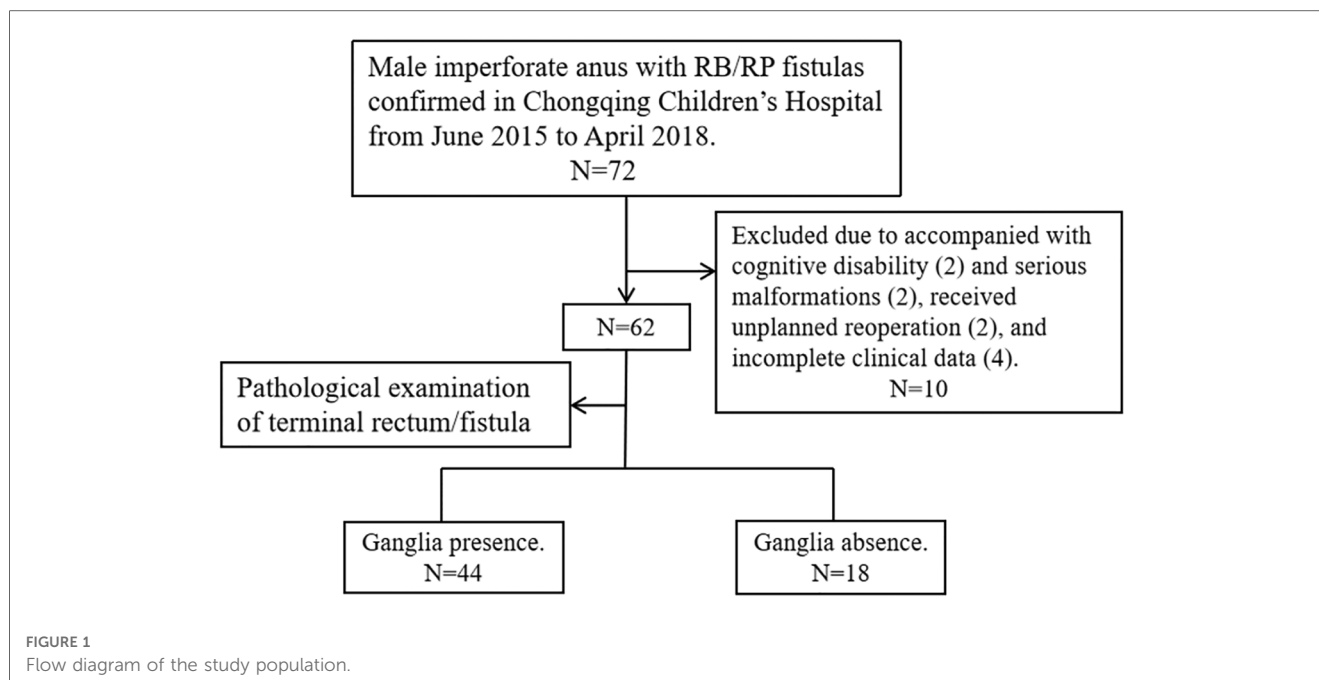 Male imperforate anus with RB/RP fistulas
confirmed in Chongqing Children's Hospital
from June 2015 to April 2018.
N=72
Excluded due to accompanied with
cognitive disability (2) and serious
malformations (2), received
unplanned reoperation (2), and
incomplete clinical data (4).
N=10
N=62
Pathological examination
of terminal rectum/fistula
Ganglia presence.
N=44
Ganglia absence.
N=18
FIGURE 1
Flow diagram of the study population.